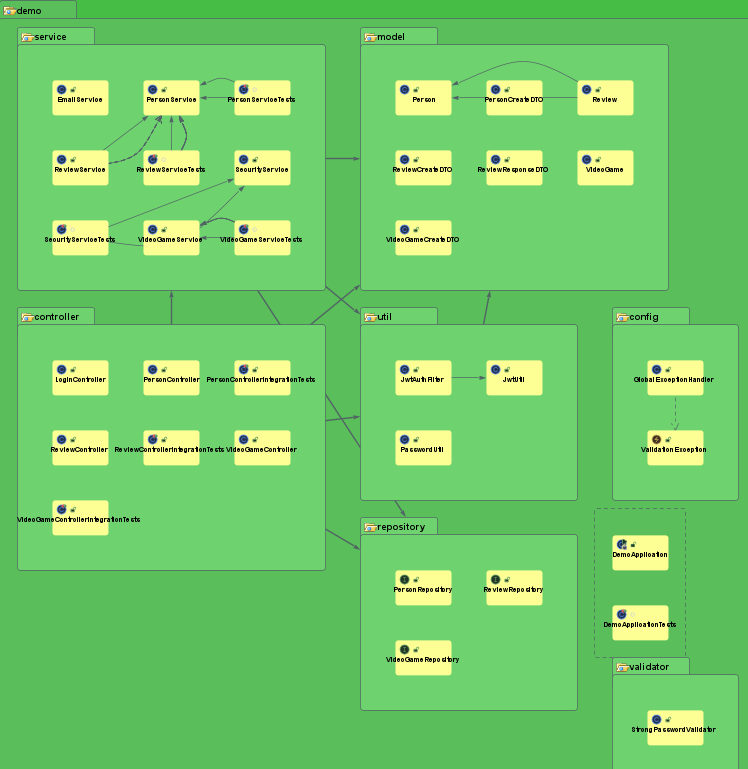 demo
service
EmailService
PersonService
PersonServiceTests
ReviewService
ReviewServiceTests
SecurityService
SecurityServiceTests
VideoGameService
VideoGameServiceTests
model
Person
PersonCreateDTO
Review
ReviewCreateDTO
ReviewResponseDTO
VideoGame
VideoGameCreateDTO
controller
LoginController
PersonController
PersonControllerIntegrationTests
ReviewController
ReviewControllerIntegrationTests
VideoGameController
VideoGameControllerIntegrationTests
util
JwtAuthFilter
JwtUtil
PasswordUtil
config
GlobalExceptionHandler
ValidationException
repository
PersonRepository
ReviewRepository
VideoGameRepository
DemoApplication
DemoApplicationTests
validator
StrongPasswordValidator